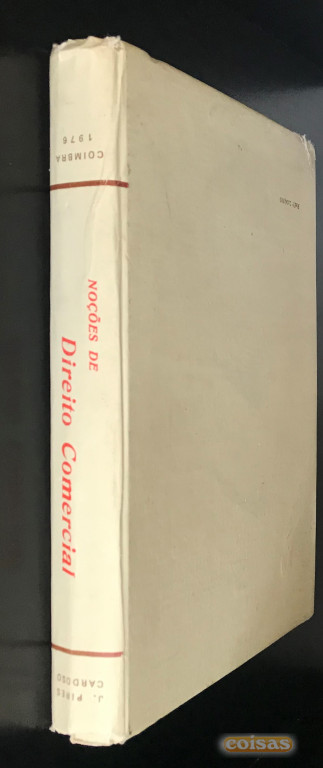 J. PIRES
CARDOSO
NOÇÕES DE
Direito Comercial
COIMBRA
1976
coisas